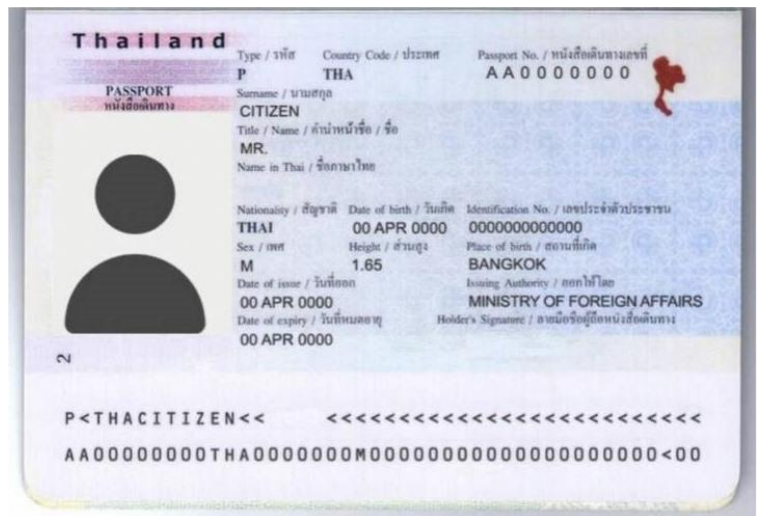 Thailand
PASSPORT
หนังสือเดินทาง
Type / รหัส Country Code / ประเทศ Passport No. / หนังสือเดินทางเลขที่
P THA AA0000000
Surname / นามสกุล
CITIZEN
Title / Name / คำนำหน้าชื่อ / ชื่อ
MR.
Name in Thai / ชื่อภาษาไทย
Nationality / สัญชาติ Date of birth / วันเกิด Identification No. / เลขประจำตัวประชาชน
THAI 00 APR 0000 0000000000000
Sex / เพศ Height / ส่วนสูง Place of birth / สถานที่เกิด
M 1.65 BANGKOK
Date of issue / วันที่ออก Issuing Authority / ออกให้โดย
00 APR 0000 MINISTRY OF FOREIGN AFFAIRS
Date of expiry / วันที่หมดอายุ Holder's Signature / ลายมือชื่อผู้ถือหนังสือเดินทาง
00 APR 0000
2
P<THACITIZEN<< <<<<<<<<<<<<<<<<<<<<<<<<<<
AA00000000THA0000000M00000000000000000000000<00